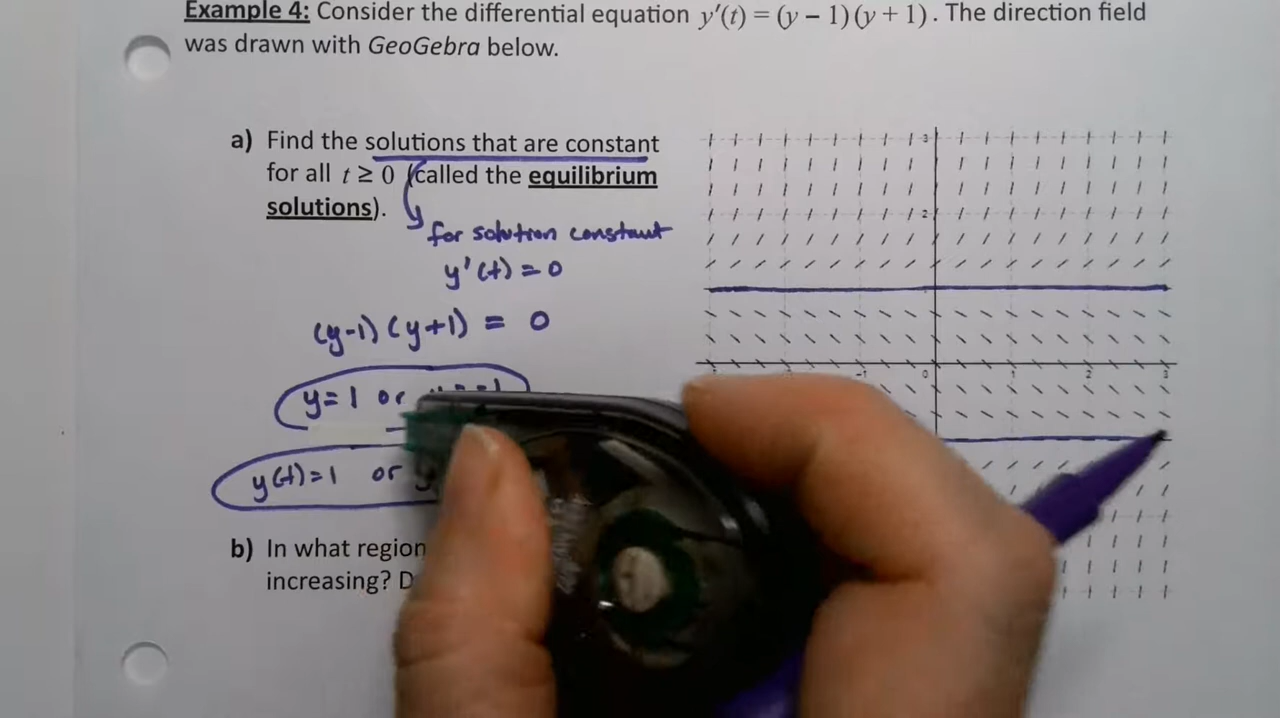 Example 4: Consider the differential equation y′(t) = (y − 1)(y + 1). The direction field
was drawn with GeoGebra below.
a) Find the solutions that are constant
for all t ≥ 0 (called the equilibrium
solutions).
for solution constant
y'(t) = 0
(y-1)(y+1) = 0
y=1 or
y(t)=1 or
b) In what region
increasing?
3
2
-1
0
1
2
3